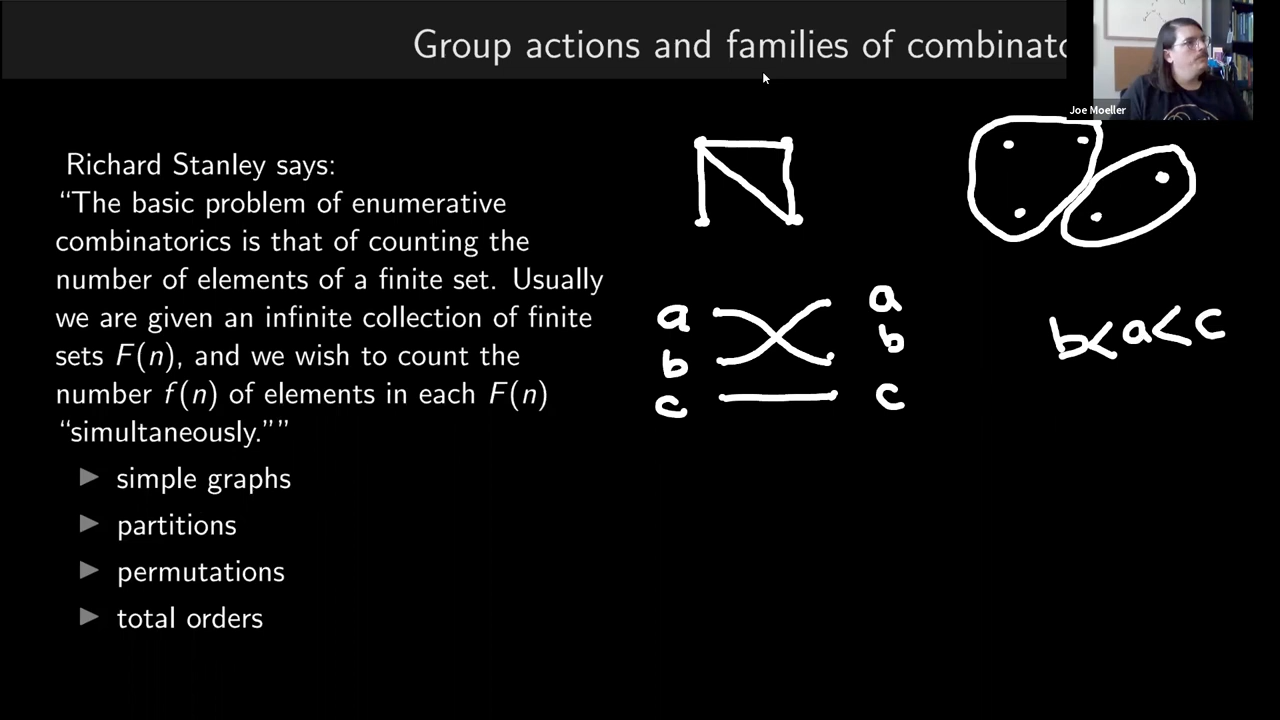 Group actions and families of combinato
Joe Moeller
Richard Stanley says:
“The basic problem of enumerative
combinatorics is that of counting the
number of elements of a finite set. Usually
we are given an infinite collection of finite
sets F(n), and we wish to count the
number f(n) of elements in each F(n)
“simultaneously.””
▶ simple graphs
▶ partitions
▶ permutations
▶ total orders
a a
b b
c c
b<a<c